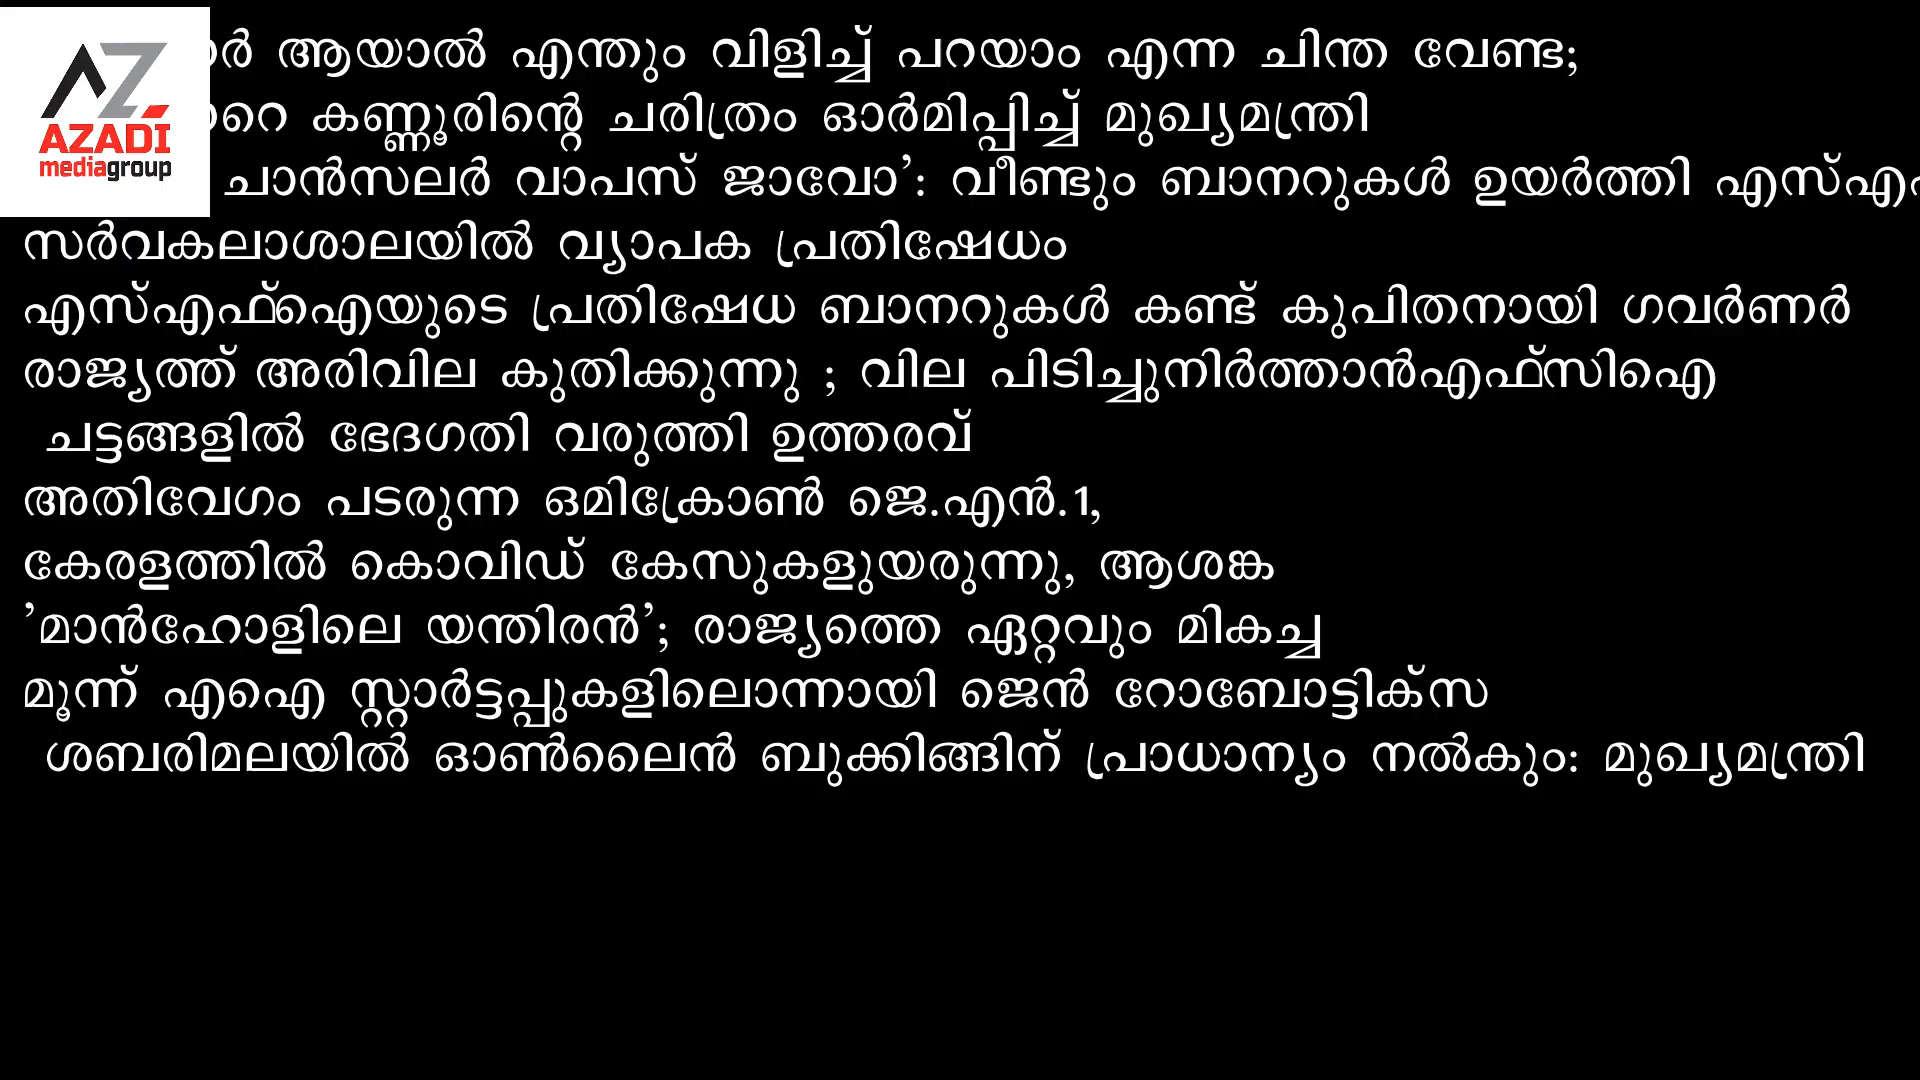 ആയാൽ എന്തും വിളിച്ച് പറയാം എന്ന ചിന്ത വേണ്ട;
AZ
AZADI
mediagroup
കണ്ണൂരിന്റെ ചരിത്രം ഓർമിപ്പിച്ച് മുഖ്യമന്ത്രി
ചാൻസലർ വാപസ് ജാവോ’: വീണ്ടും ബാനറുകൾ ഉയർത്തി
സർവകലാശാലയിൽ വ്യാപക പ്രതിഷേധം
എസ്എഫ്ഐയുടെ പ്രതിഷേധ ബാനറുകൾ കണ്ട് കുപിതനായി ഗവർണർ
രാജ്യത്ത് അരിവില കുതിക്കുന്നു ; വില പിടിച്ചുനിർത്താൻഎഫ്സിഐ
ചട്ടങ്ങളിൽ ഭേദഗതി വരുത്തി ഉത്തരവ്
അതിവേഗം പടരുന്ന ഒമിക്രോൺ ജെ.എൻ.1,
കേരളത്തിൽ കൊവിഡ് കേസുകളുയരുന്നു, ആശങ്ക
’മാൻഹോളിലെ യന്തിരൻ’; രാജ്യത്തെ ഏറ്റവും മികച്ച
മൂന്ന് എഐ സ്റ്റാർട്ടപ്പുകളിലൊന്നായി ജെൻ റോബോട്ടിക്സ
ശബരിമലയിൽ ഓൺലൈൻ ബുക്കിങ്ങിന് പ്രാധാന്യം നൽകും: മുഖ്യമന്ത്രി